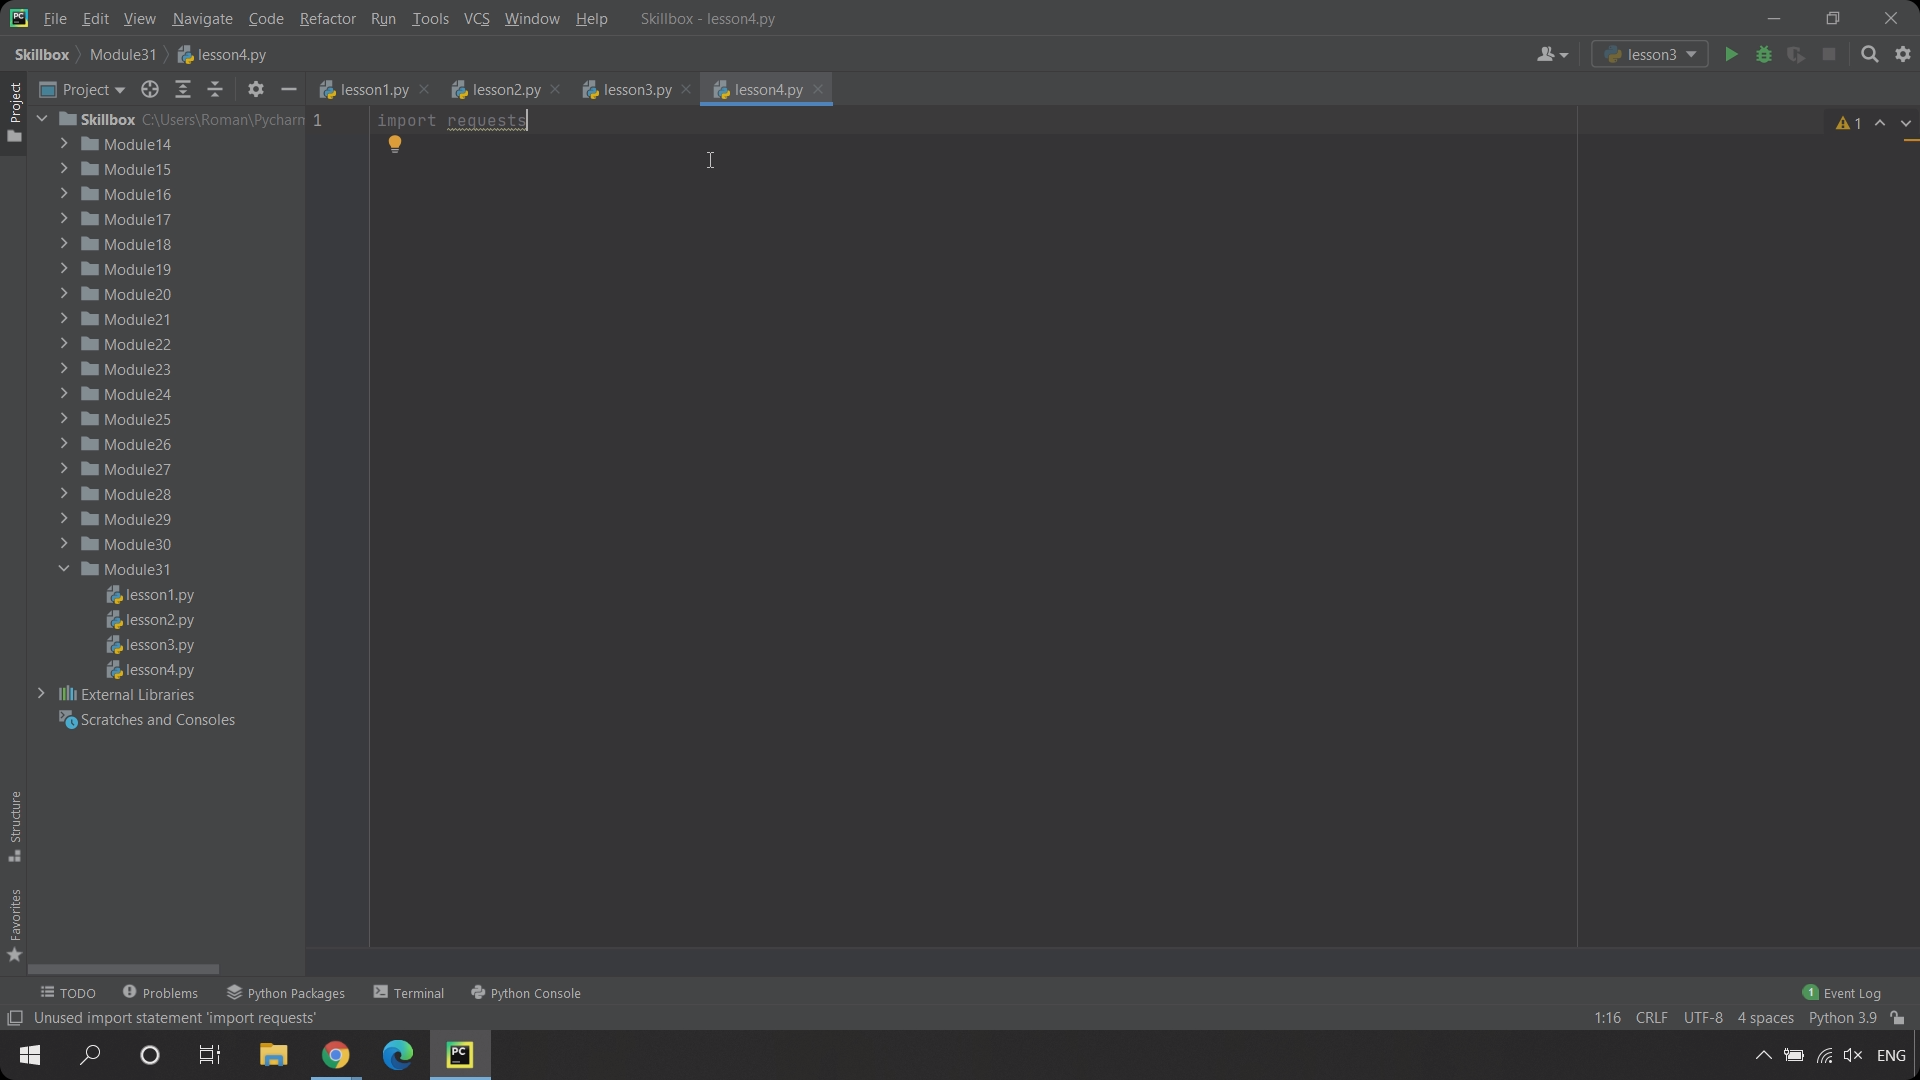 File Edit View Navigate Code Refactor Run Tools VCS Window Help Skillbox - lesson4.py
Skillbox Module31 lesson4.py lesson3
Project lesson1.py lesson2.py lesson3.py lesson4.py
Project
Skillbox C:\Users\Roman\Pycharm
1 import requests 1
Module14
Module15
Module16
Module17
Module18
Module19
Module20
Module21
Module22
Module23
Module24
Module25
Module26
Module27
Module28
Module29
Module30
Module31
lesson1.py
lesson2.py
lesson3.py
lesson4.py
External Libraries
Scratches and Consoles
Structure
Favorites
TODO Problems Python Packages Terminal Python Console 1 Event Log
Unused import statement 'import requests' 1:16 CRLF UTF-8 4 spaces Python 3.9
PC ENG